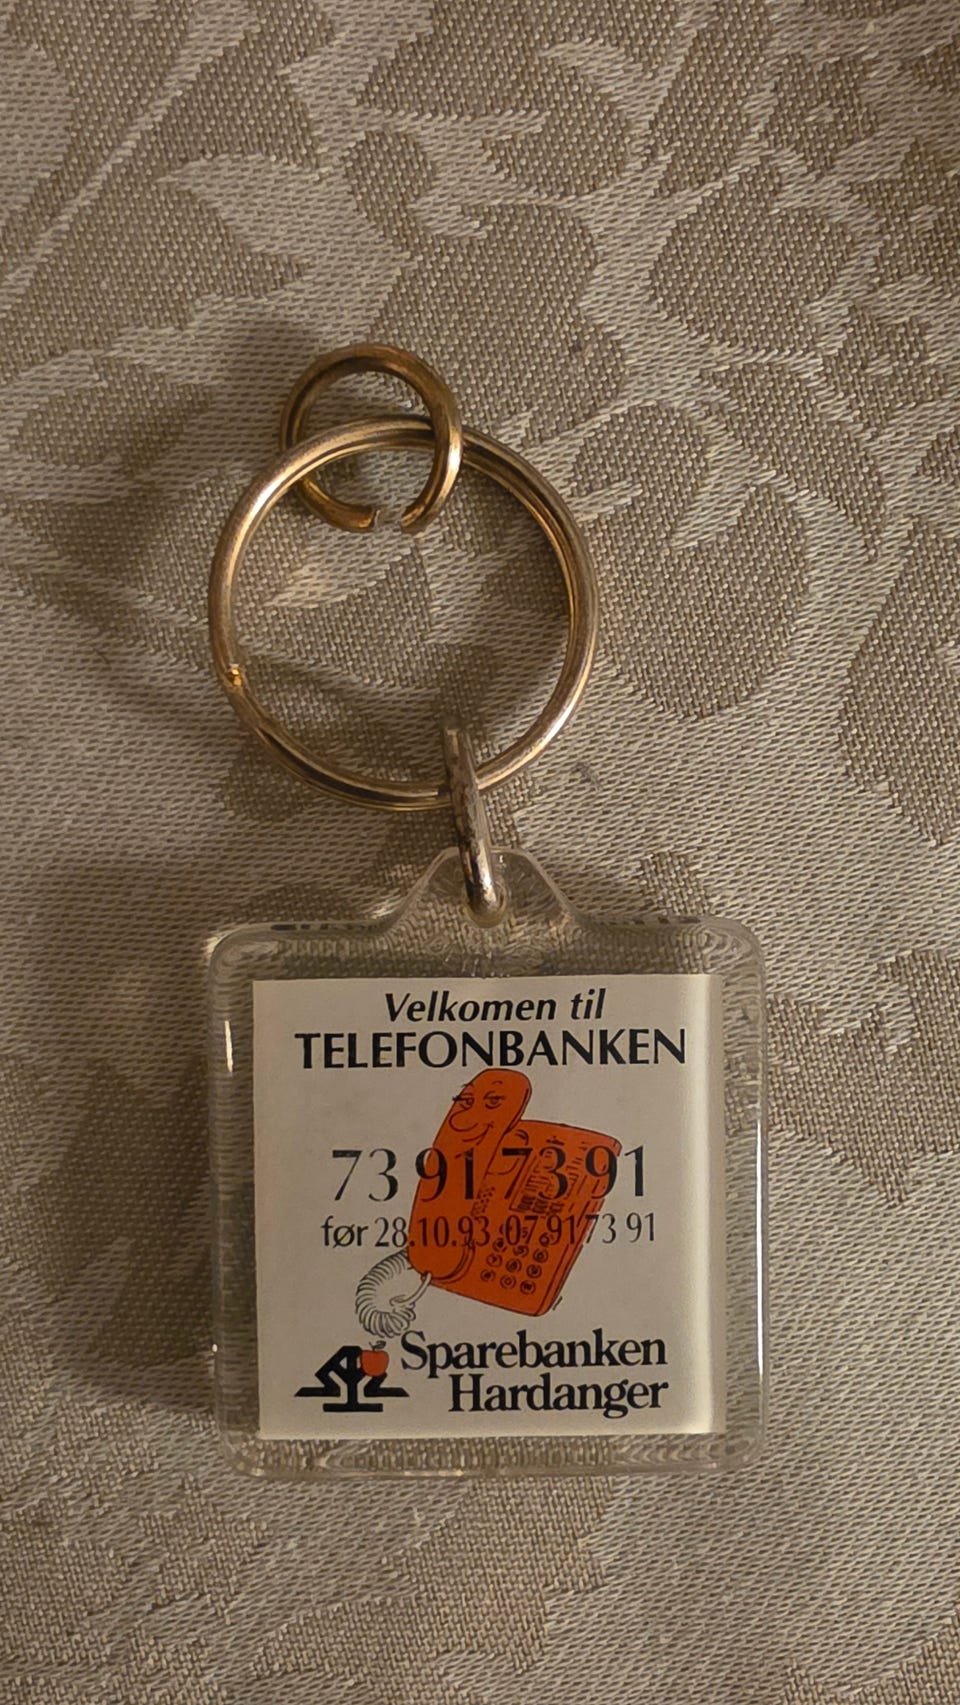 Velkomen til
TELEFONBANKEN
73 91 73 91
før 28.10.93 07 91 73 91
Sparebanken
Hardanger